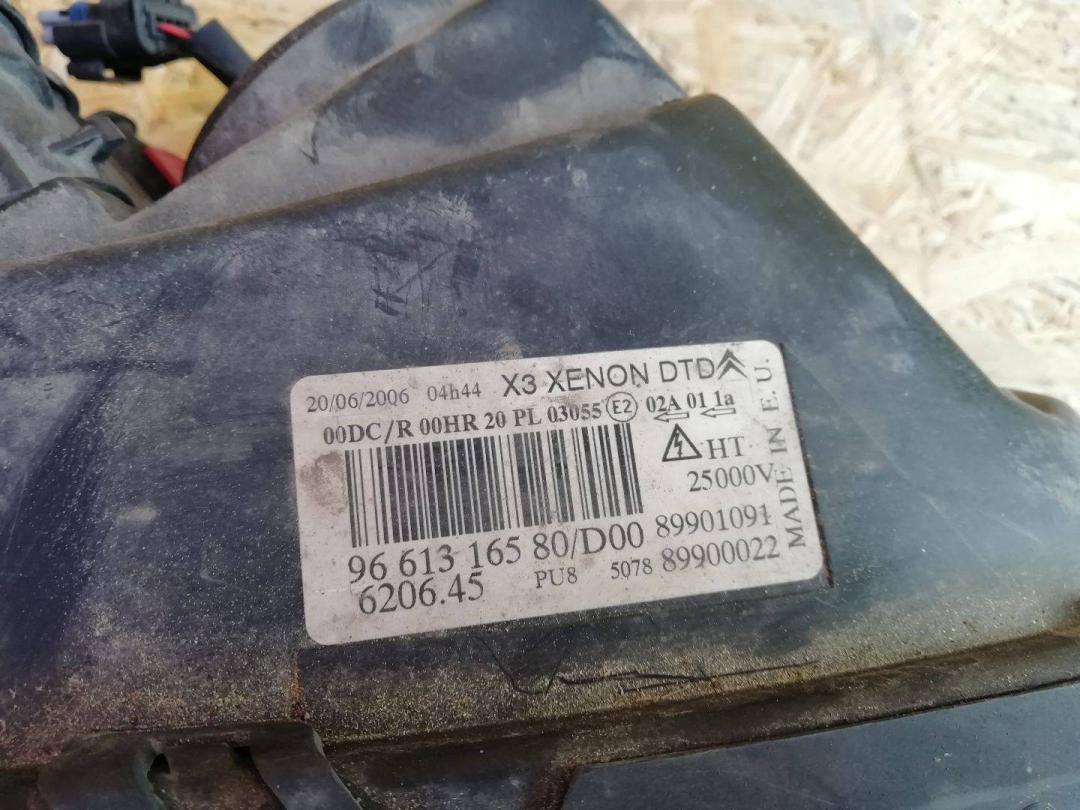 20/06/2006 04h44 X3 XENON DTD
00DC/R 00HR 20 PL 03055 E2 02A 01 1a
HT
25000V
96 613 165 80/D00 89901091
6206.45 PU8 5078 89900022
MADE IN E.U.